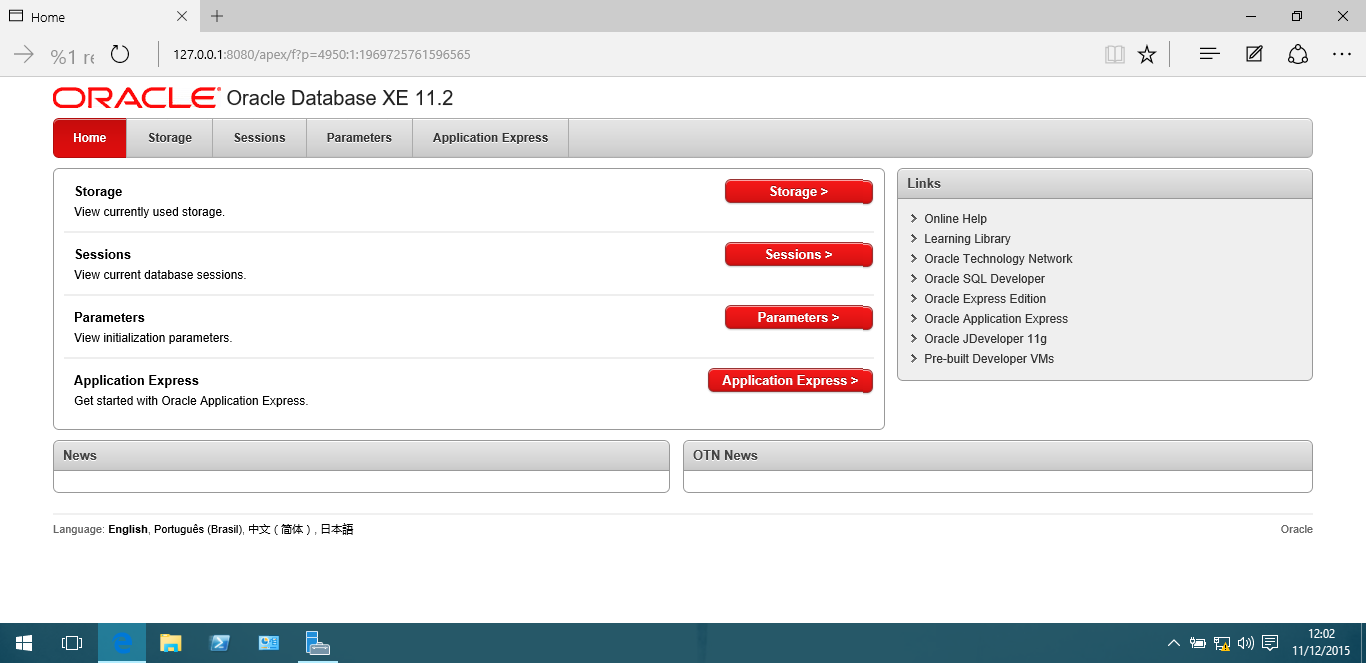 Home
%1 re
127.0.0.1:8080/apex/f?p=4950:1:1969725761596565
ORACLE Oracle Database XE 11.2
Home Storage Sessions Parameters Application Express
Storage
View currently used storage.
Storage >
Sessions
View current database sessions.
Sessions >
Parameters
View initialization parameters.
Parameters >
Application Express
Get started with Oracle Application Express.
Application Express >
Links
Online Help
Learning Library
Oracle Technology Network
Oracle SQL Developer
Oracle Express Edition
Oracle Application Express
Oracle JDeveloper 11g
Pre-built Developer VMs
News
OTN News
Language: English, Português (Brasil), 中文 ( 简体 ) , 日本語
Oracle
12:02
11/12/2015